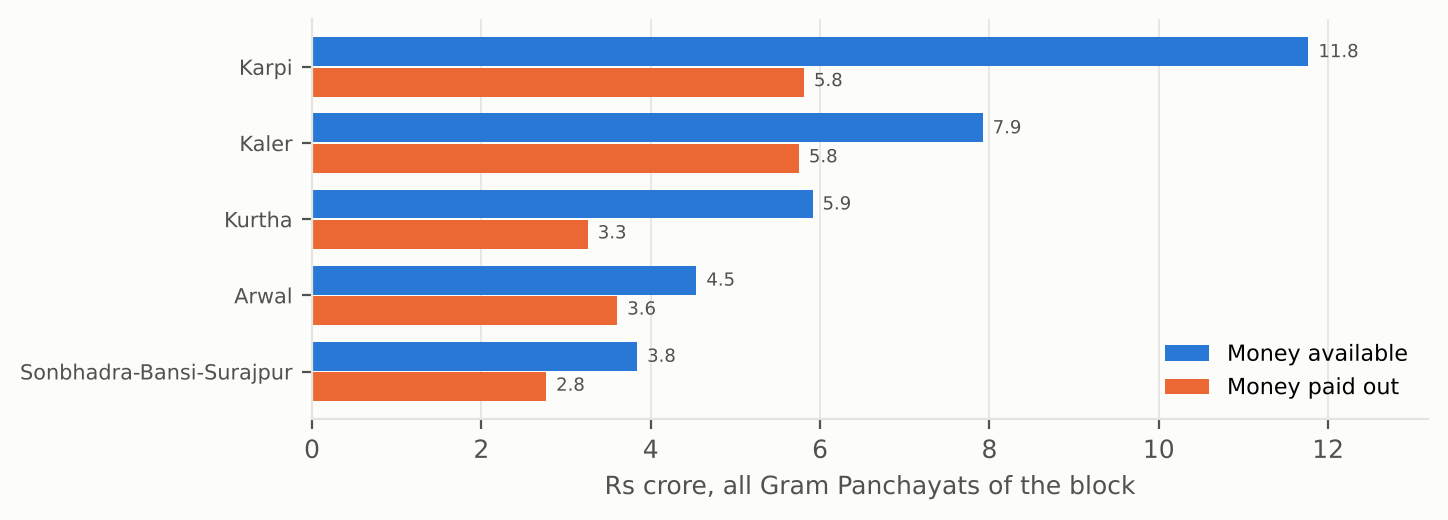 Karpi
11.8
5.8
Kaler
7.9
5.8
Kurtha
5.9
3.3
Arwal
4.5
3.6
Sonbhadra-Bansi-Surajpur
3.8
2.8
Money available
Money paid out
0 2 4 6 8 10 12
Rs crore, all Gram Panchayats of the block